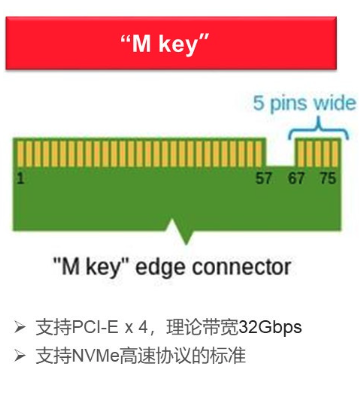 “M key”
5 pins wide
1 57 67 75
"M key" edge connector
➢ 支持PCI-E x 4，理论带宽32Gbps
➢ 支持NVMe高速协议的标准